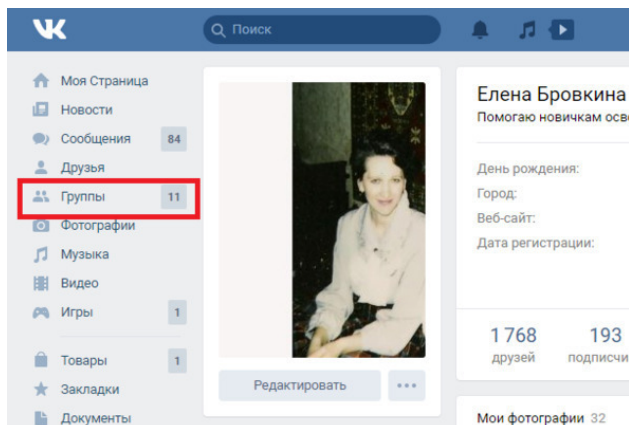 Поиск
Моя Страница
Новости
Сообщения 84
Друзья
Группы 11
Фотографии
Музыка
Видео
Игры 1
Товары 1
Закладки
Документы
Редактировать
Елена Бровкина
Помогаю новичкам осв
День рождения:
Город:
Веб-сайт:
Дата регистрации:
1 768 193
друзей подписчи
Мои фотографии 32